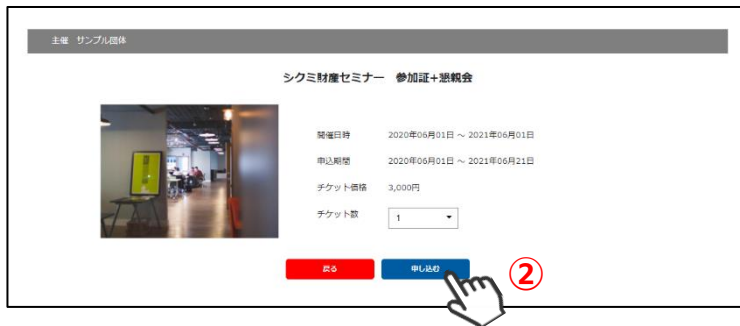 主催 サンプル団体
シクミ財産セミナー 参加証+懇親会
開催日時 2020年06月01日 ~ 2021年06月01日
申込期間 2020年06月01日 ~ 2021年06月21日
チケット価格 3,000円
チケット数 1
戻る 申し込む ②